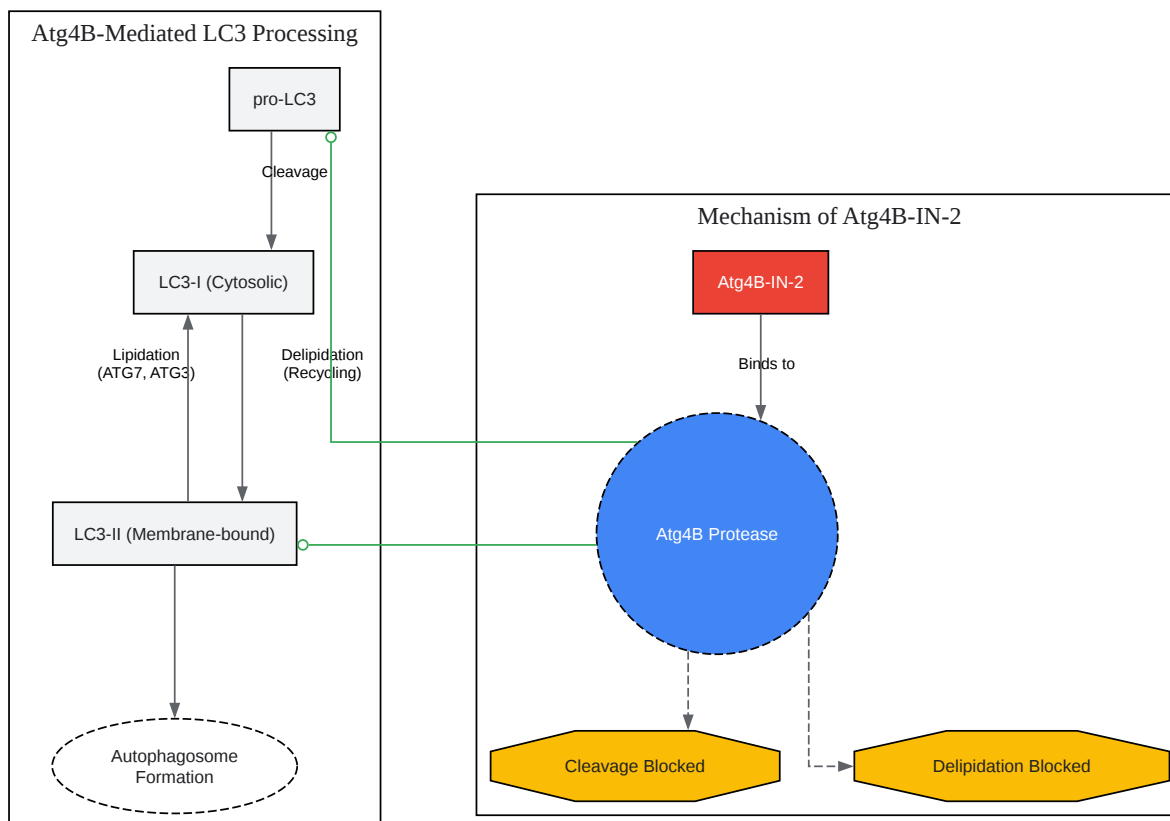 Atg4B-Mediated LC3 Processing
pro-LC3
Cleavage
LC3-I (Cytosolic)
Lipidation
(ATG7, ATG3)
Delipidation
(Recycling)
LC3-II (Membrane-bound)
Autophagosome
Formation
Mechanism of Atg4B-IN-2
Atg4B-IN-2
Binds to
Atg4B Protease
Cleavage Blocked
Delipidation Blocked